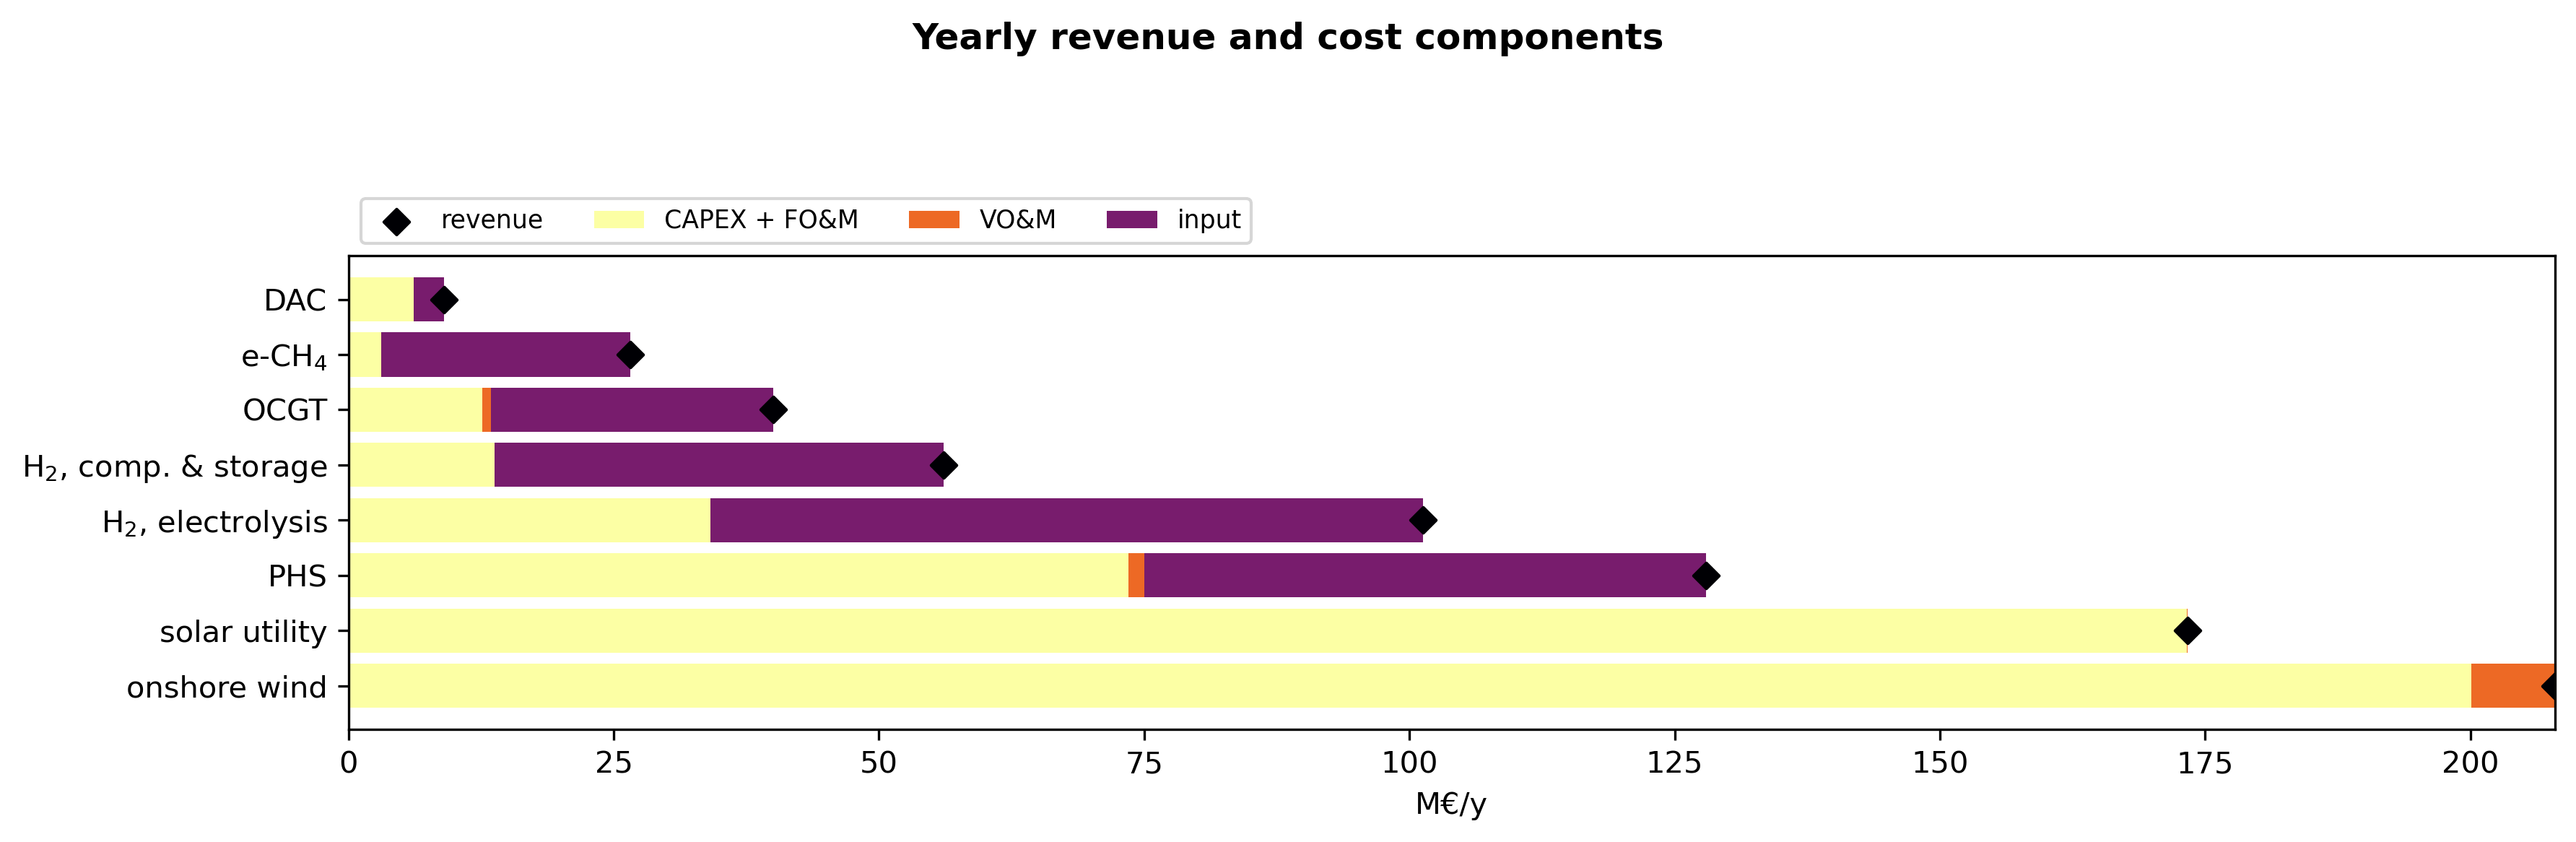 Yearly revenue and cost components
revenue CAPEX + FO&M VO&M input
DAC
e-CH₄
OCGT
H₂, comp. & storage
H₂, electrolysis
PHS
solar utility
onshore wind
0 25 50 75 100 125 150 175 200
M€/y